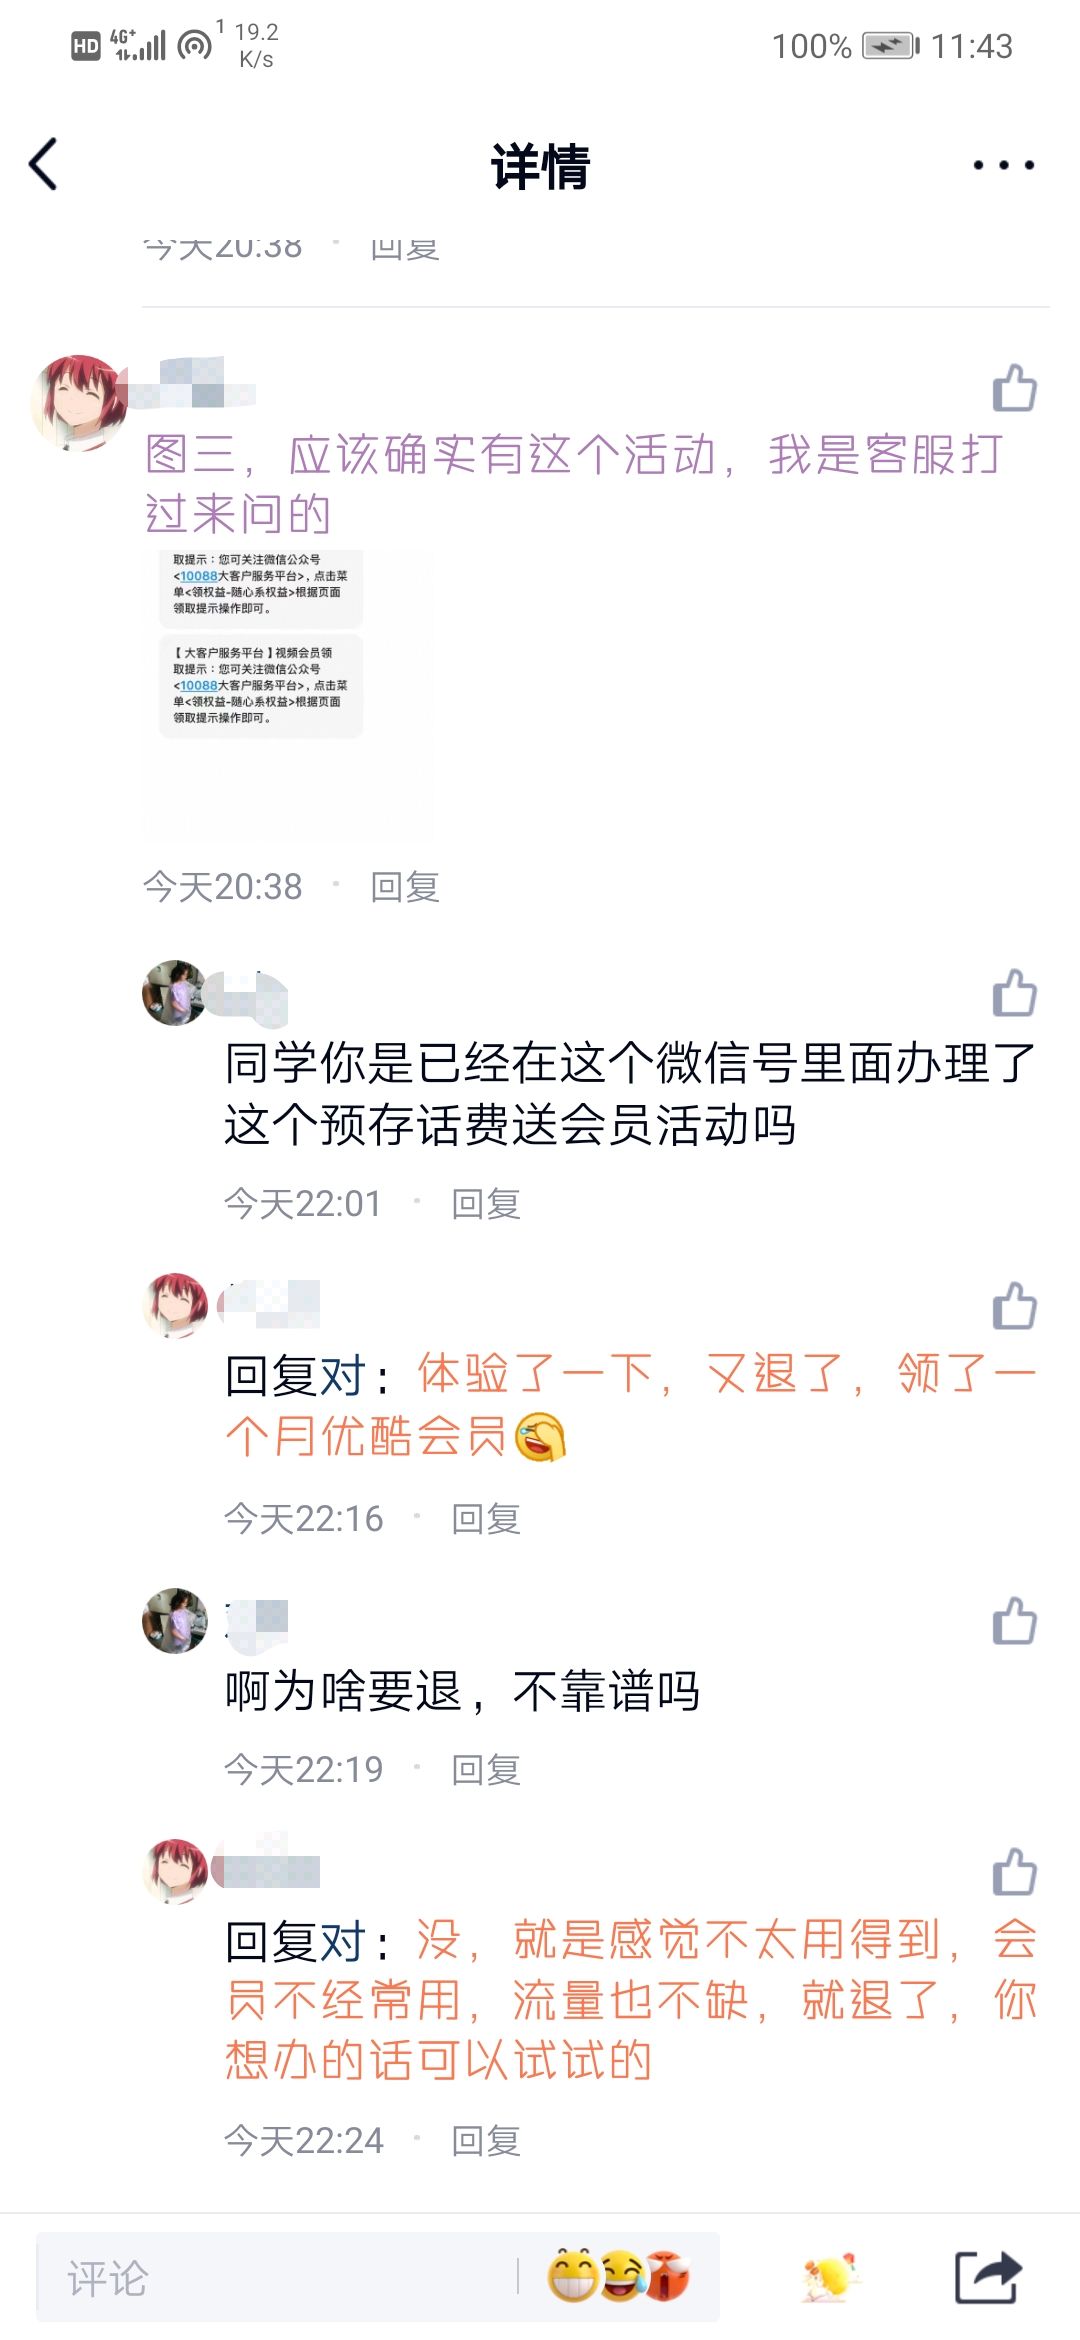 HD 4G+ 1 19.2 K/s 100% 11:43
详情
今天20:38 · 回复
图三，应该确实有这个活动，我是客服打
过来问的
取提示：您可关注微信公众号
<10088大客户服务平台>，点击菜
单<领权益-随心系权益>根据页面
领取提示操作即可。
【大客户服务平台】视频会员领
取提示：您可关注微信公众号
<10088大客户服务平台>，点击菜
单<领权益-随心系权益>根据页面
领取提示操作即可。
今天20:38 · 回复
同学你是已经在这个微信号里面办理了
这个预存话费送会员活动吗
今天22:01 · 回复
回复对：体验了一下，又退了，领了一
个月优酷会员
今天22:16 · 回复
啊为啥要退，不靠谱吗
今天22:19 · 回复
回复对：没，就是感觉不太用得到，会
员不经常用，流量也不缺，就退了，你
想办的话可以试试的
今天22:24 · 回复
评论